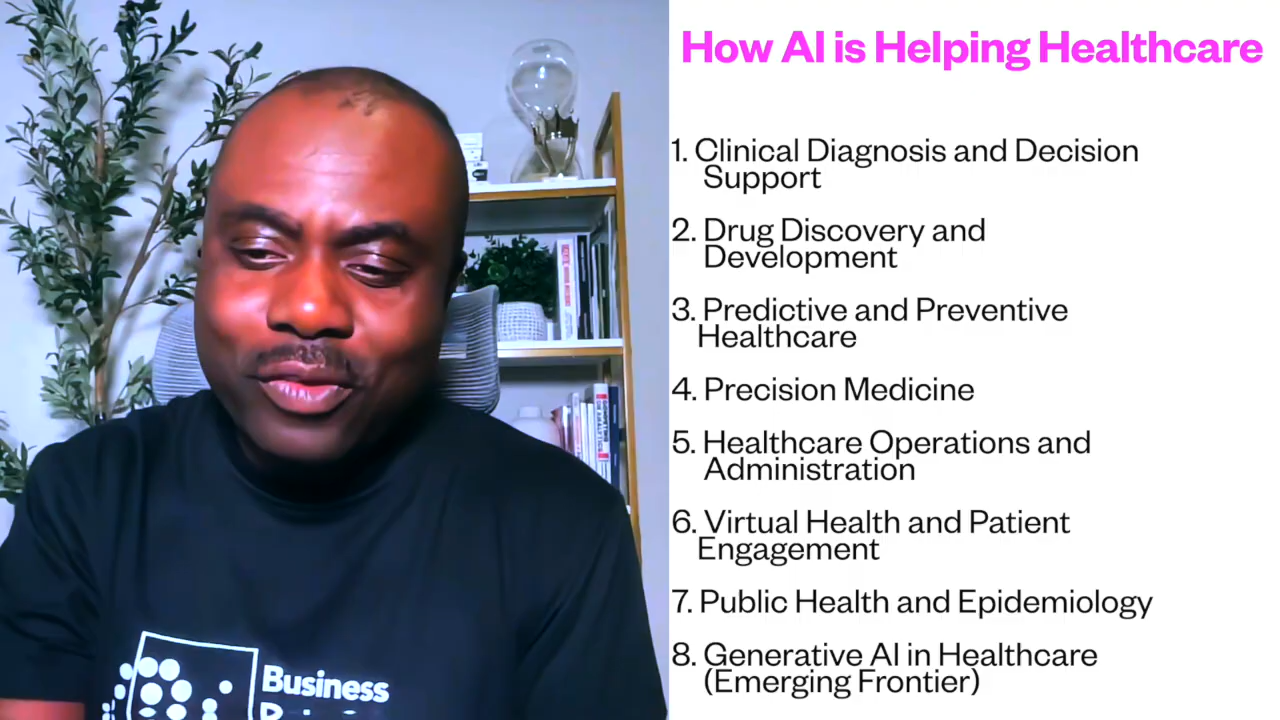 How AI is Helping Healthcare
1. Clinical Diagnosis and Decision
Support
2. Drug Discovery and
Development
3. Predictive and Preventive
Healthcare
4. Precision Medicine
5. Healthcare Operations and
Administration
6. Virtual Health and Patient
Engagement
7. Public Health and Epidemiology
8. Generative AI in Healthcare
(Emerging Frontier)
Business